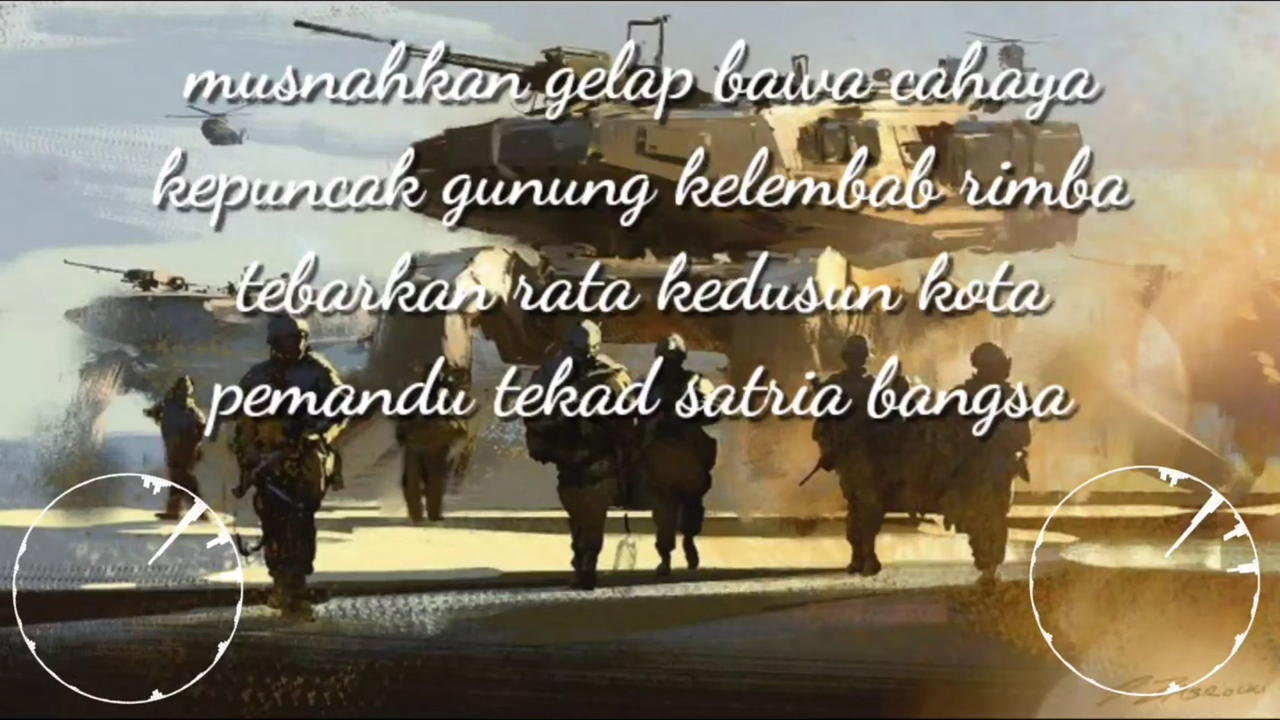 musnahkan gelap bawa cahaya
kepuncak gunung kelembab rimba
tebarkan rata kedusun kota
pemandu tekad satria bangsa